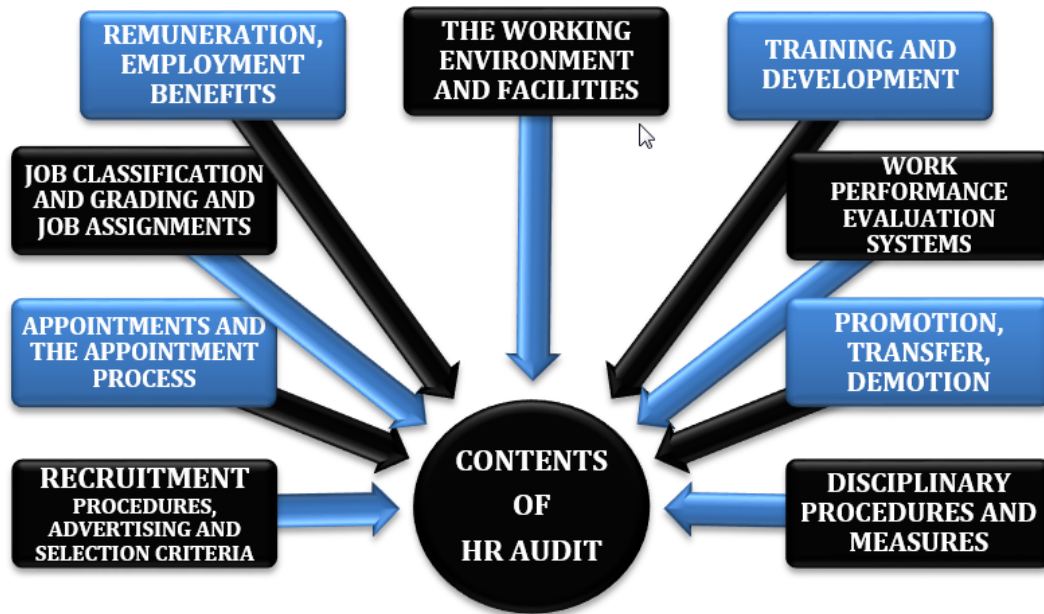 REMUNERATION,
EMPLOYMENT
BENEFITS
THE WORKING
ENVIRONMENT
AND FACILITIES
TRAINING AND
DEVELOPMENT
JOB CLASSIFICATION
AND GRADING AND
JOB ASSIGNMENTS
WORK
PERFORMANCE
EVALUATION
SYSTEMS
APPOINTMENTS AND
THE APPOINTMENT
PROCESS
PROMOTION,
TRANSFER,
DEMOTION
RECRUITMENT
PROCEDURES,
ADVERTISING AND
SELECTION CRITERIA
CONTENTS
OF
HR AUDIT
DISCIPLINARY
PROCEDURES AND
MEASURES